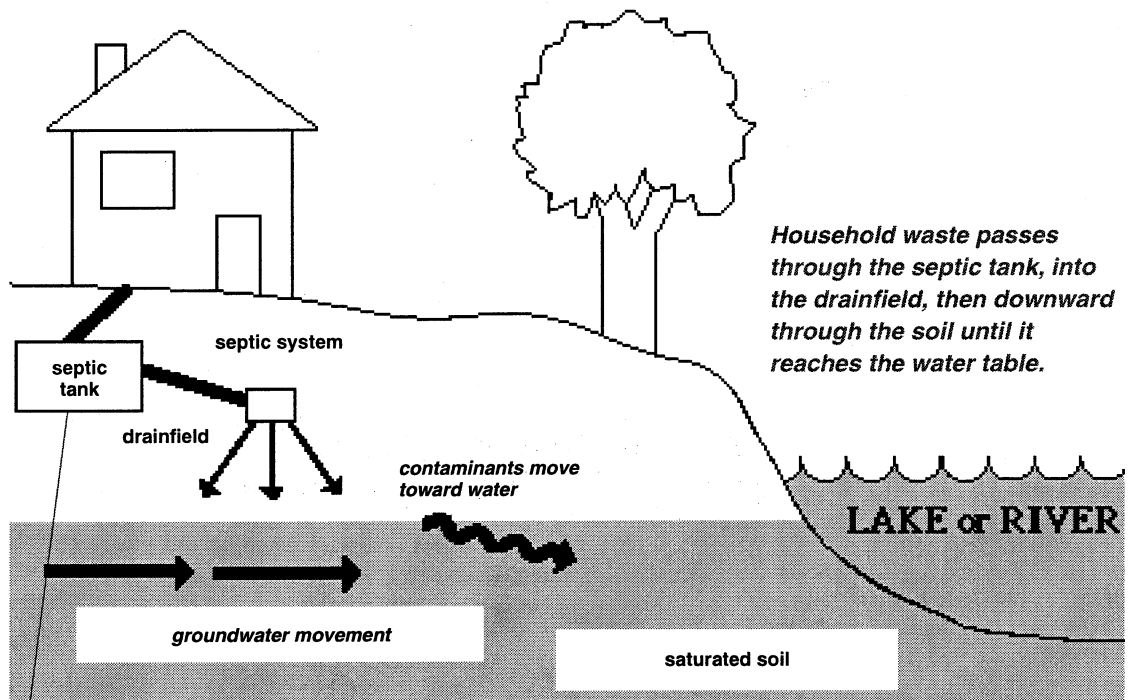 Household waste passes
through the septic tank, into
the drainfield, then downward
through the soil until it
reaches the water table.
septic system
septic
tank
drainfield
contaminants move
toward water
LAKE or RIVER
groundwater movement
saturated soil